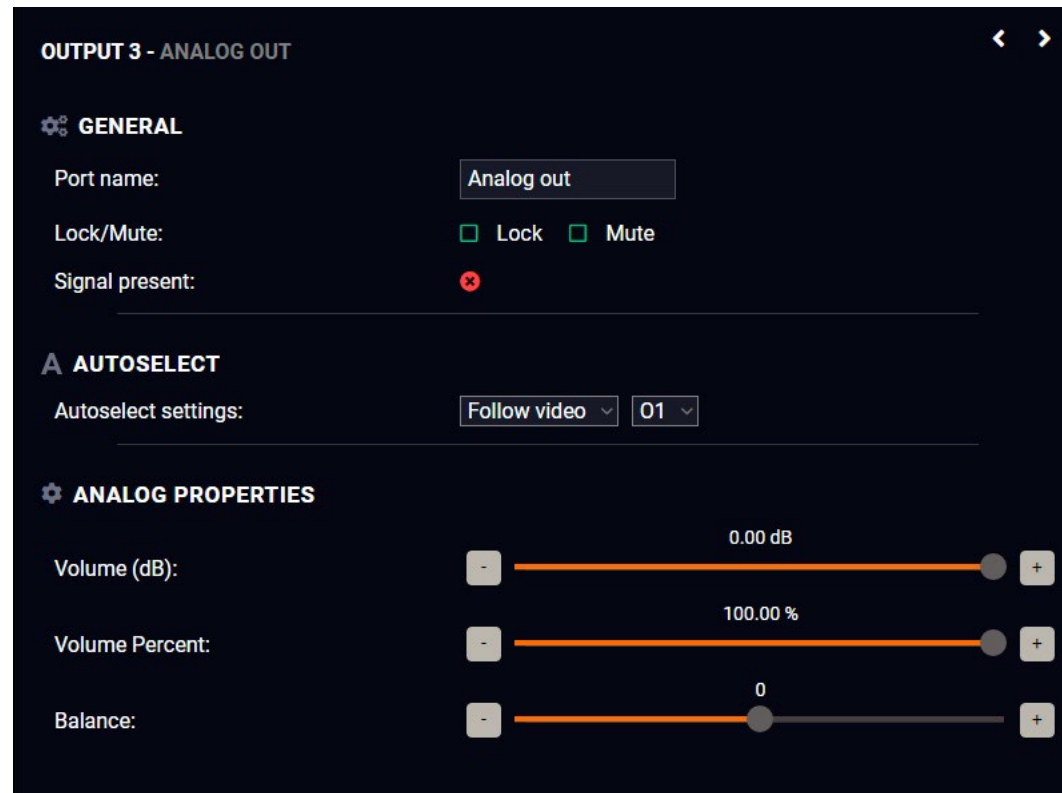 OUTPUT 3 - ANALOG OUT
GENERAL
Port name: Analog out
Lock/Mute: Lock Mute
Signal present:
A AUTOSELECT
Autoselect settings: Follow video O1
ANALOG PROPERTIES
0.00 dB
Volume (dB): - +
100.00 %
Volume Percent: - +
0
Balance: - +